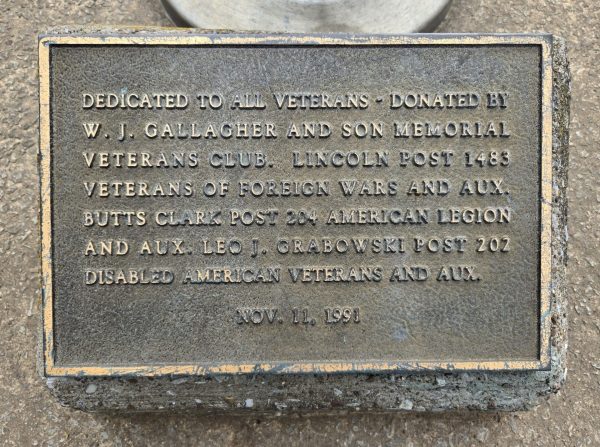 DEDICATED TO ALL VETERANS - DONATED BY
W. J. GALLAGHER AND SON MEMORIAL
VETERANS CLUB. LINCOLN POST 1483
VETERANS OF FOREIGN WARS AND AUX.
BUTTS CLARK POST 204 AMERICAN LEGION
AND AUX. LEO J. GRABOWSKI POST 202
DISABLED AMERICAN VETERANS AND AUX.
NOV. 11, 1991